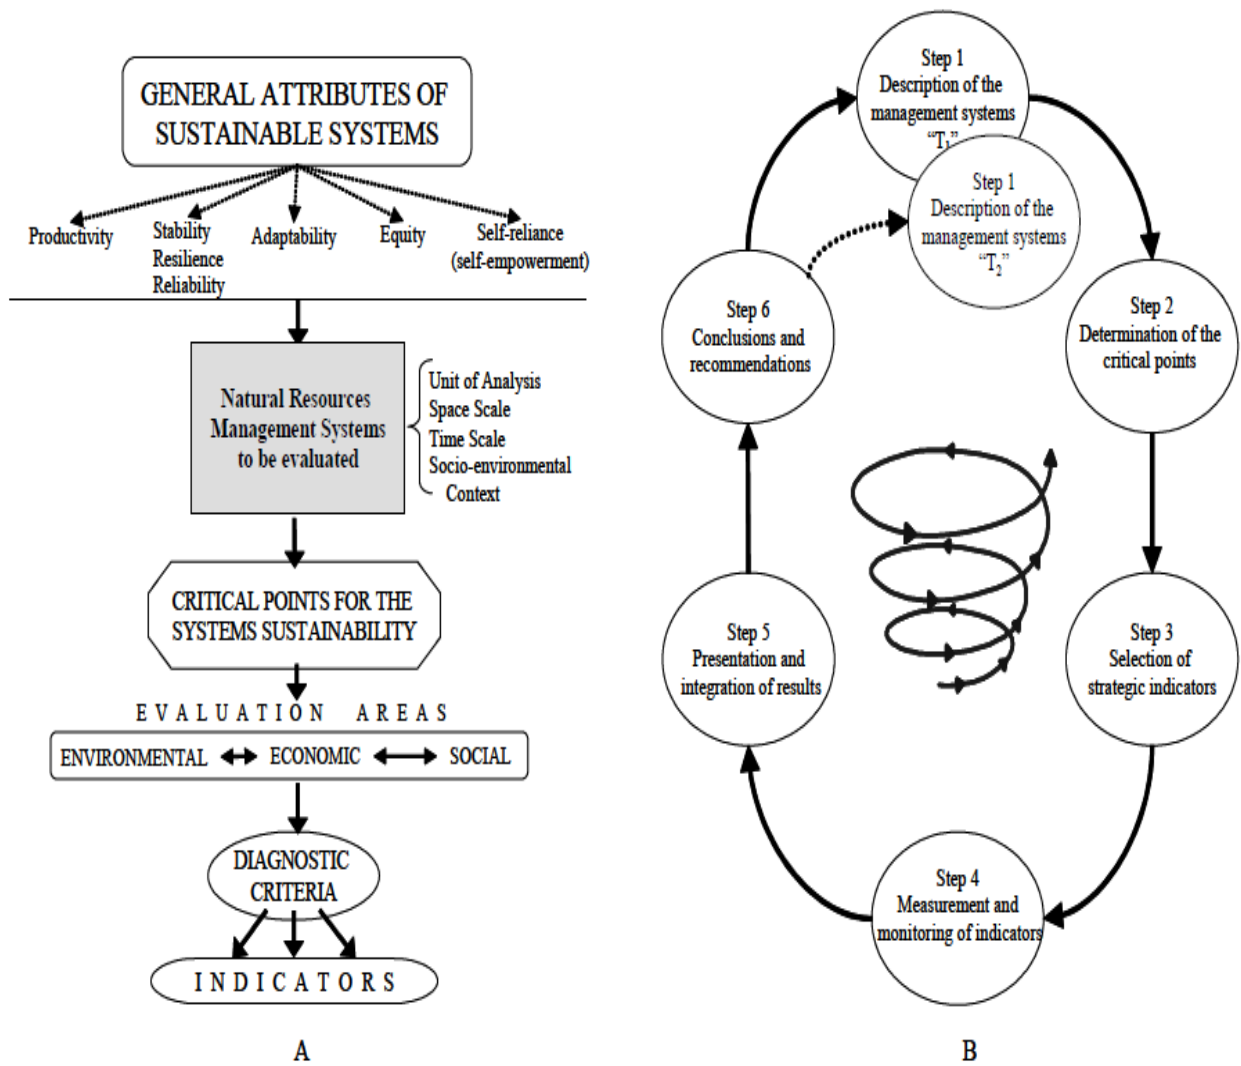 GENERAL ATTRIBUTES OF
SUSTAINABLE SYSTEMS
Productivity
Stability
Resilience
Reliability
Adaptability
Equity
Self-reliance
(self-empowerment)
Natural Resources
Management Systems
to be evaluated
Unit of Analysis
Space Scale
Time Scale
Socio-environmental
Context
CRITICAL POINTS FOR THE
SYSTEMS SUSTAINABILITY
EVALUATION AREAS
ENVIRONMENTAL ECONOMIC SOCIAL
DIAGNOSTIC
CRITERIA
INDICATORS
A
Step 1
Description of the
management systems
“T1”
Step 1
Description of the
management systems
“T2”
Step 2
Determination of the
critical points
Step 3
Selection of
strategic indicators
Step 4
Measurement and
monitoring of indicators
Step 5
Presentation and
integration of results
Step 6
Conclusions and
recommendations
B